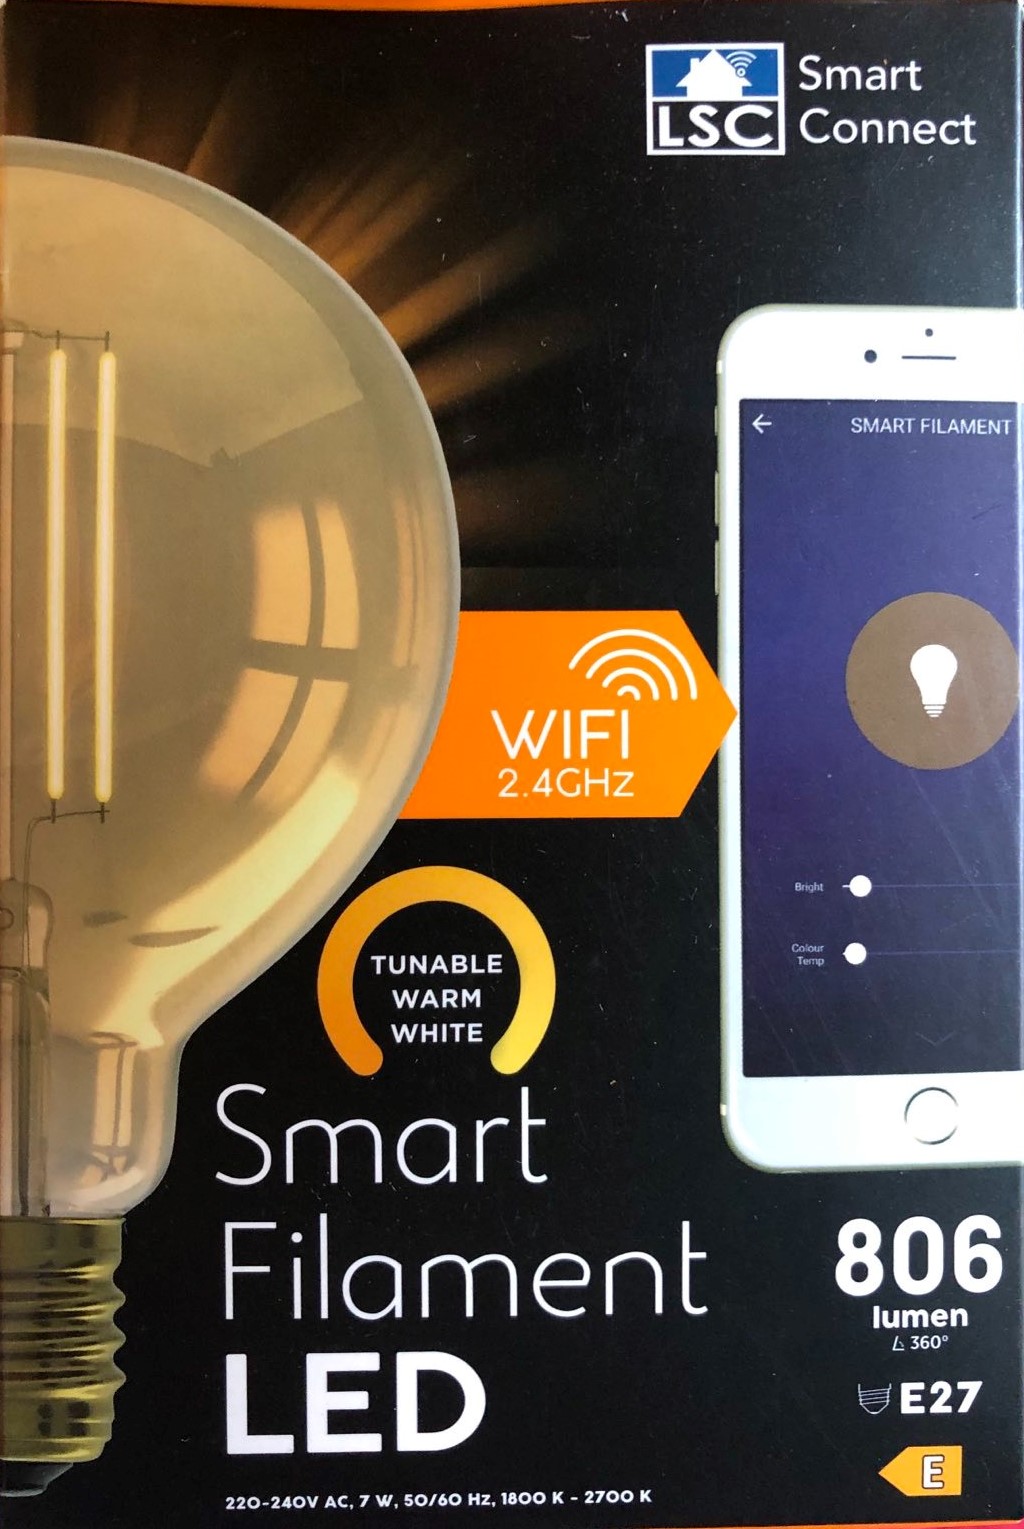 LSC
Smart
Connect
SMART FILAMENT
WIFI
2.4GHz
Bright
Colour
Temp
TUNABLE
WARM
WHITE
Smart
Filament
LED
806
lumen
360°
E27
E
220-240V AC, 7 W, 50/60 Hz, 1800 K - 2700 K